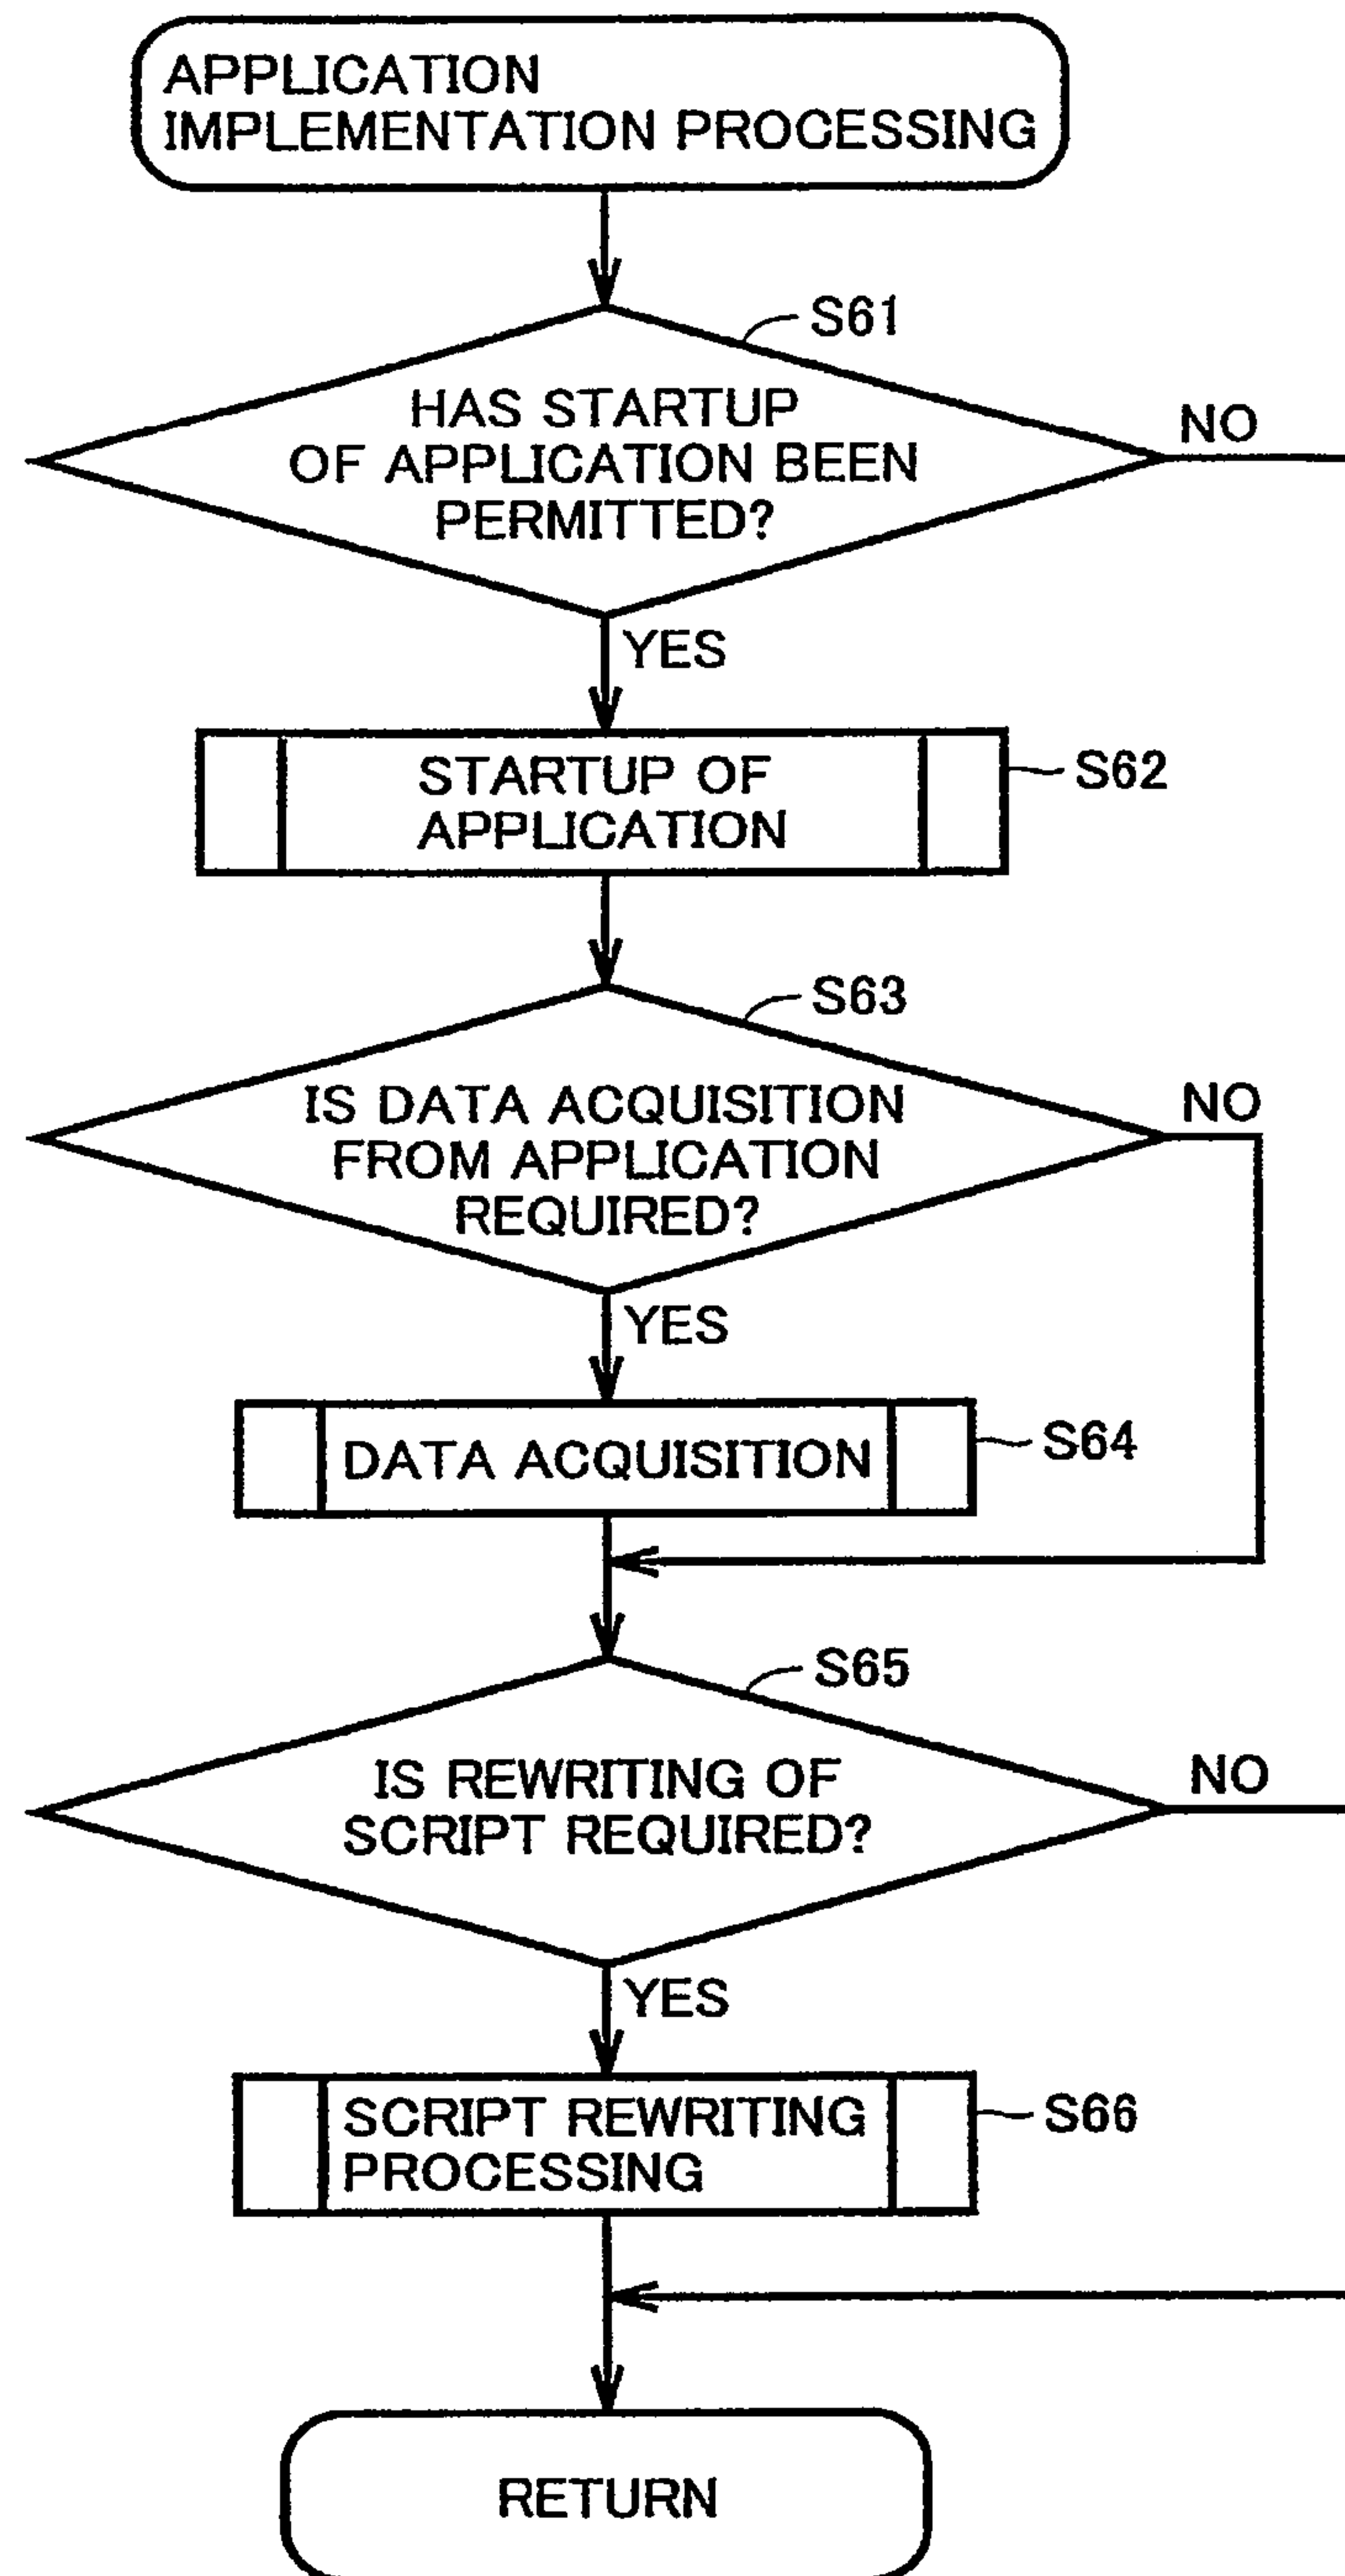 APPLICATION
IMPLEMENTATION PROCESSING
S61
HAS STARTUP
OF APPLICATION BEEN
PERMITTED?
NO
YES
STARTUP OF
APPLICATION
S62
S63
IS DATA ACQUISITION
FROM APPLICATION
REQUIRED?
NO
YES
DATA ACQUISITION
S64
S65
IS REWRITING OF
SCRIPT REQUIRED?
NO
YES
SCRIPT REWRITING
PROCESSING
S66
RETURN